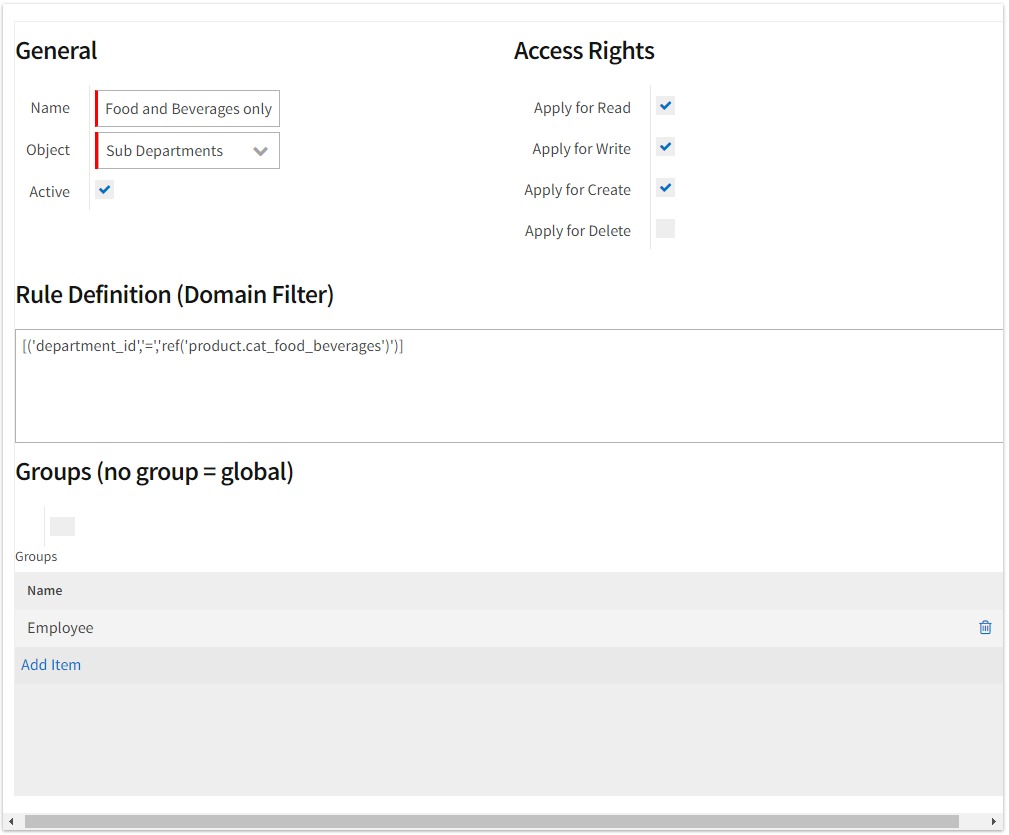 General
Name
Food and Beverages only
Object
Sub Departments
Active
Access Rights
Apply for Read
Apply for Write
Apply for Create
Apply for Delete
Rule Definition (Domain Filter)
[('department_id','=','ref('product.cat_food_beverages')')]
Groups (no group = global)
Groups
Name
Employee
Add Item